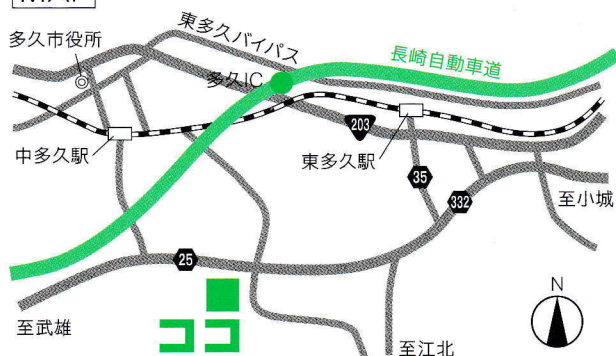 MAP
東多久バイパス
多久市役所
多久IC
長崎自動車道
203
中多久駅
東多久駅
35
332
至小城
25
N
至武雄
ココ
至江北